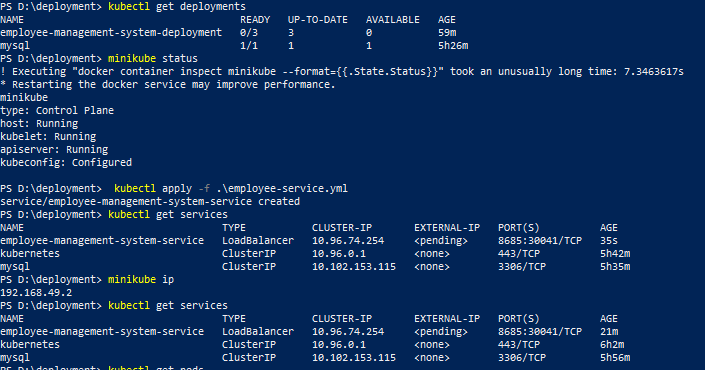 PS D:\deployment> kubectl get deployments
NAME READY UP-TO-DATE AVAILABLE AGE
employee-management-system-deployment 0/3 3 0 59m
mysql 1/1 1 1 5h26m
PS D:\deployment> minikube status
! Executing "docker container inspect minikube --format={{.State.Status}}" took an unusually long time: 7.3463617s
* Restarting the docker service may improve performance.
minikube
type: Control Plane
host: Running
kubelet: Running
apiserver: Running
kubeconfig: Configured
PS D:\deployment>  kubectl apply -f .\employee-service.yml
service/employee-management-system-service created
PS D:\deployment> kubectl get services
NAME TYPE CLUSTER-IP EXTERNAL-IP PORT(S) AGE
employee-management-system-service LoadBalancer 10.96.74.254 <pending> 8685:30041/TCP 35s
kubernetes ClusterIP 10.96.0.1 <none> 443/TCP 5h42m
mysql ClusterIP 10.102.153.115 <none> 3306/TCP 5h35m
PS D:\deployment> minikube ip
192.168.49.2
PS D:\deployment> kubectl get services
NAME TYPE CLUSTER-IP EXTERNAL-IP PORT(S) AGE
employee-management-system-service LoadBalancer 10.96.74.254 <pending> 8685:30041/TCP 21m
kubernetes ClusterIP 10.96.0.1 <none> 443/TCP 6h2m
mysql ClusterIP 10.102.153.115 <none> 3306/TCP 5h56m
PS D:\deployment> kubectl get pods